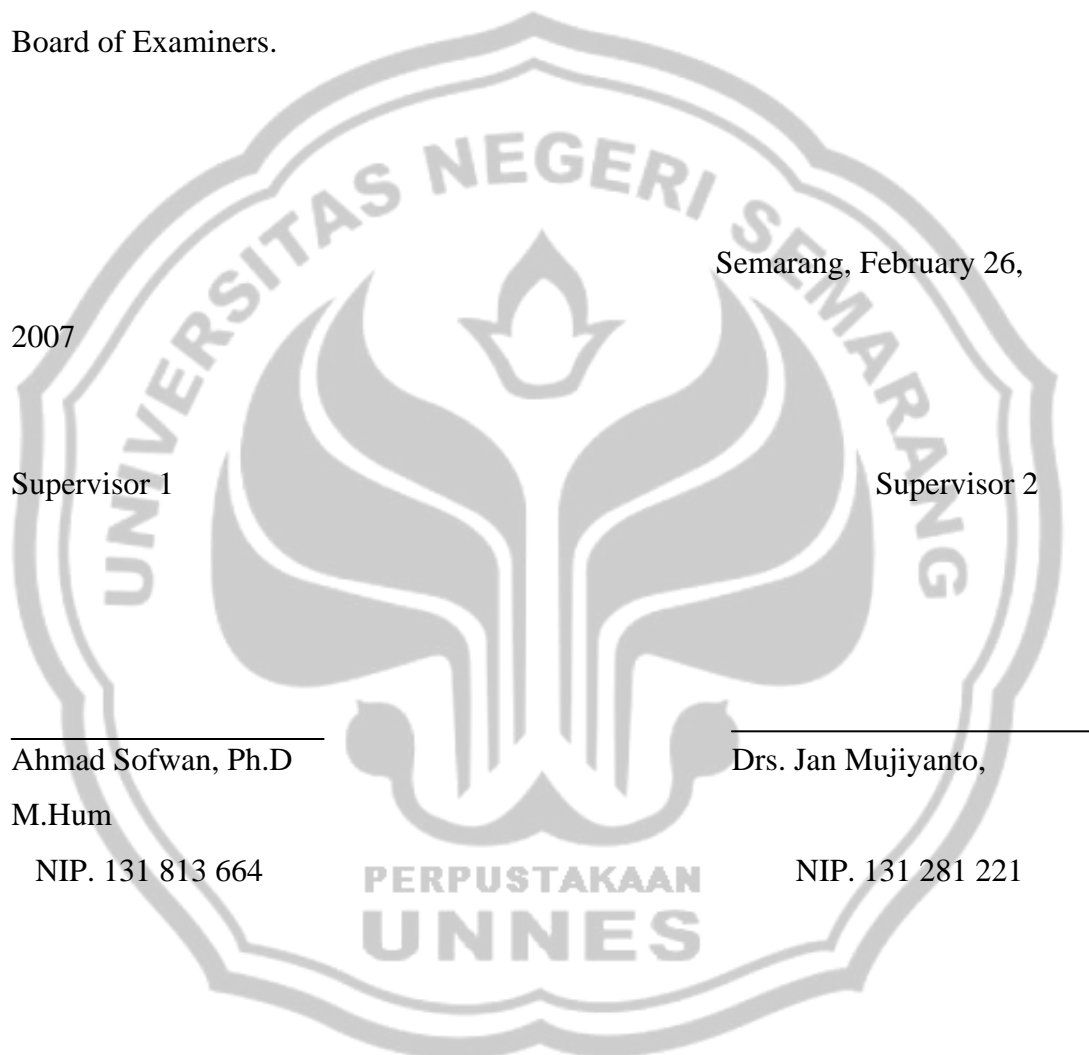 Board of Examiners.
UNIVERSITAS NEGERI SEMARANG
Semarang, February 26,
2007
Supervisor 1 Supervisor 2
Ahmad Sofwan, Ph.D Drs. Jan Mujiyanto,
M.Hum
NIP. 131 813 664 NIP. 131 281 221
PERPUSTAKAAN
UNNES